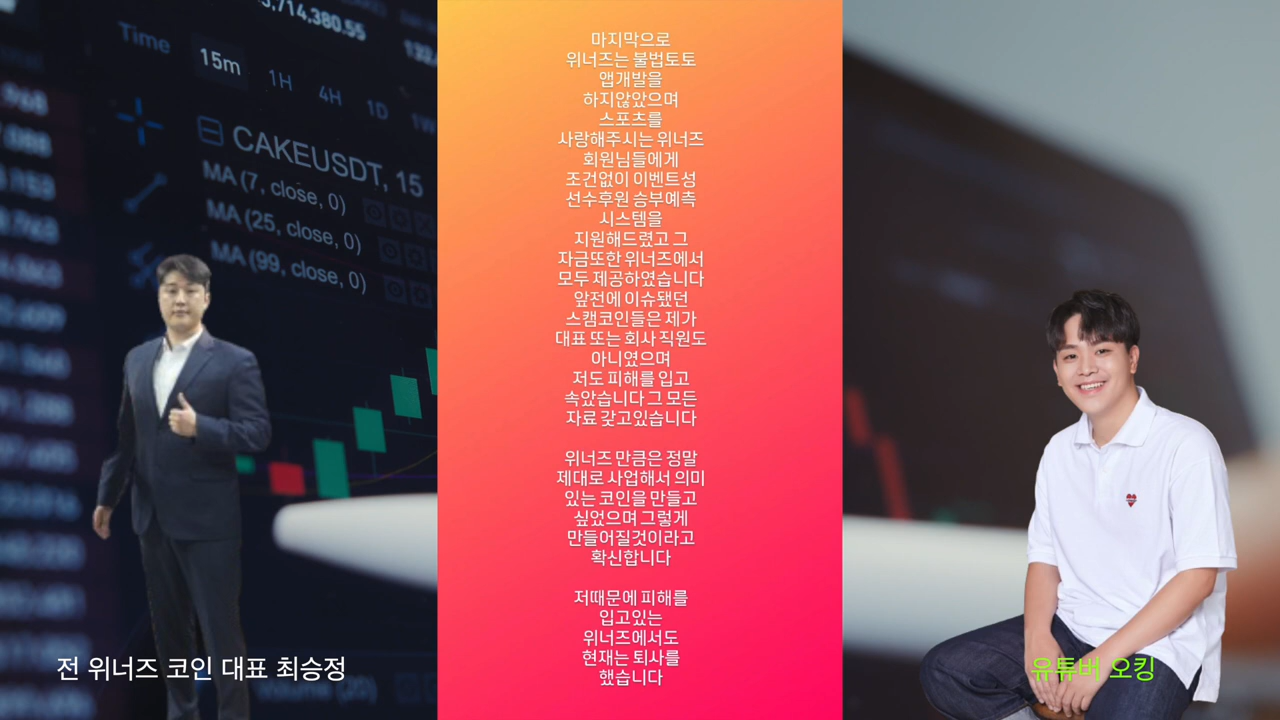 3,714,380.55
Time
15m
1H
4H
1D
1W
CAKEUSDT, 15
MA (7, close, 0)
MA (25, close, 0)
MA (99, close, 0)
마지막으로
위너즈는 불법토토
앱개발을
하지않았으며
스포츠를
사랑해주시는 위너즈
회원님들에게
조건없이 이벤트성
선수후원 승부예측
시스템을
지원해드렸고 그
자금또한 위너즈에서
모두 제공하였습니다
앞전에 이슈됐던
스캠코인들은 제가
대표 또는 회사 직원도
아니였으며
저도 피해를 입고
속았습니다 그 모든
자료 갖고있습니다
위너즈 만큼은 정말
제대로 사업해서 의미
있는 코인을 만들고
싶었으며 그렇게
만들어질것이라고
확신합니다
저때문에 피해를
입고있는
위너즈에서도
현재는 퇴사를
했습니다
전 위너즈 코인 대표 최승정
유튜버 오킹